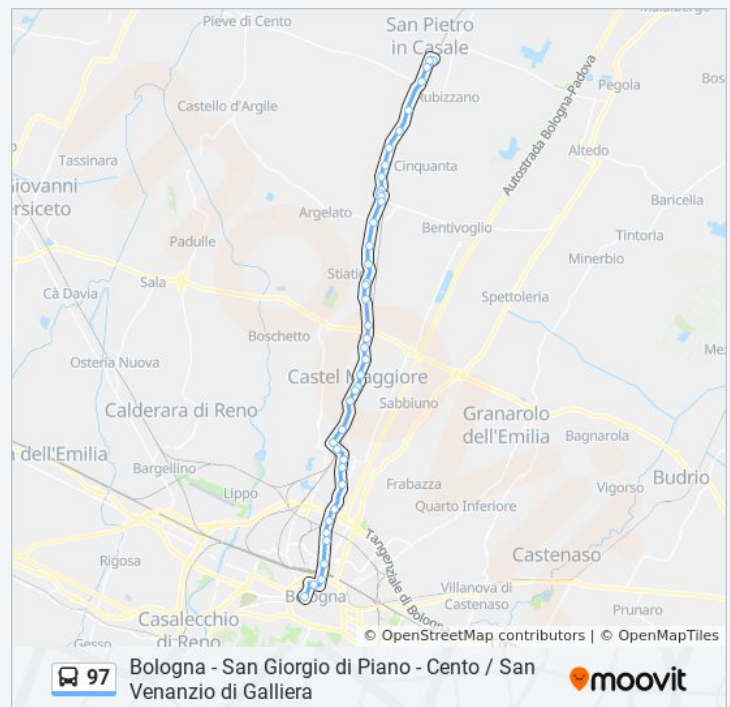 Malalbergo
Pieve di Cento
San Pietro
in Casale
Rubizzano
Pegola
Bos
Castello d'Argile
Autostrada Bologna-Padova
Altedo
Tassinara
Cinquanta
Giovanni
ersiceto
Argelato
Baricella
Bentivoglio
Tintoria
Padulle
Minerbio
Stiatic
Sala
Cà Davia
Spettoleria
Boschetto
Me
Osteria Nuova
Castel Maggiore
Sabbiuno
Calderara di Reno
Granarolo
dell'Emilia
Bagnarola
a dell'Emilia
Bargellino
Budrio
Lippo
Frabazza
Vigorso
Quarto Inferiore
Tangenziale di Bologna
Rigosa
Castenaso
Bologna
Villanova di
Castenaso
Prunaro
Casalecchio
di Reno
Gesso
© OpenStreetMap contributors | © OpenMapTiles
97
Bologna - San Giorgio di Piano - Cento / San
Venanzio di Galliera
moovit